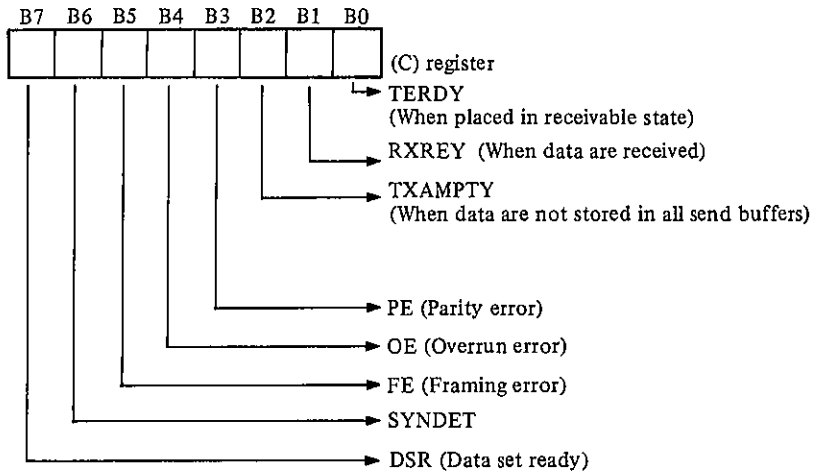 B7 B6 B5 B4 B3 B2 B1 B0
(C) register
TERDY
(When placed in receivable state)
RXREY (When data are received)
TXAMPTY
(When data are not stored in all send buffers)
PE (Parity error)
OE (Overrun error)
FE (Framing error)
SYNDET
DSR (Data set ready)